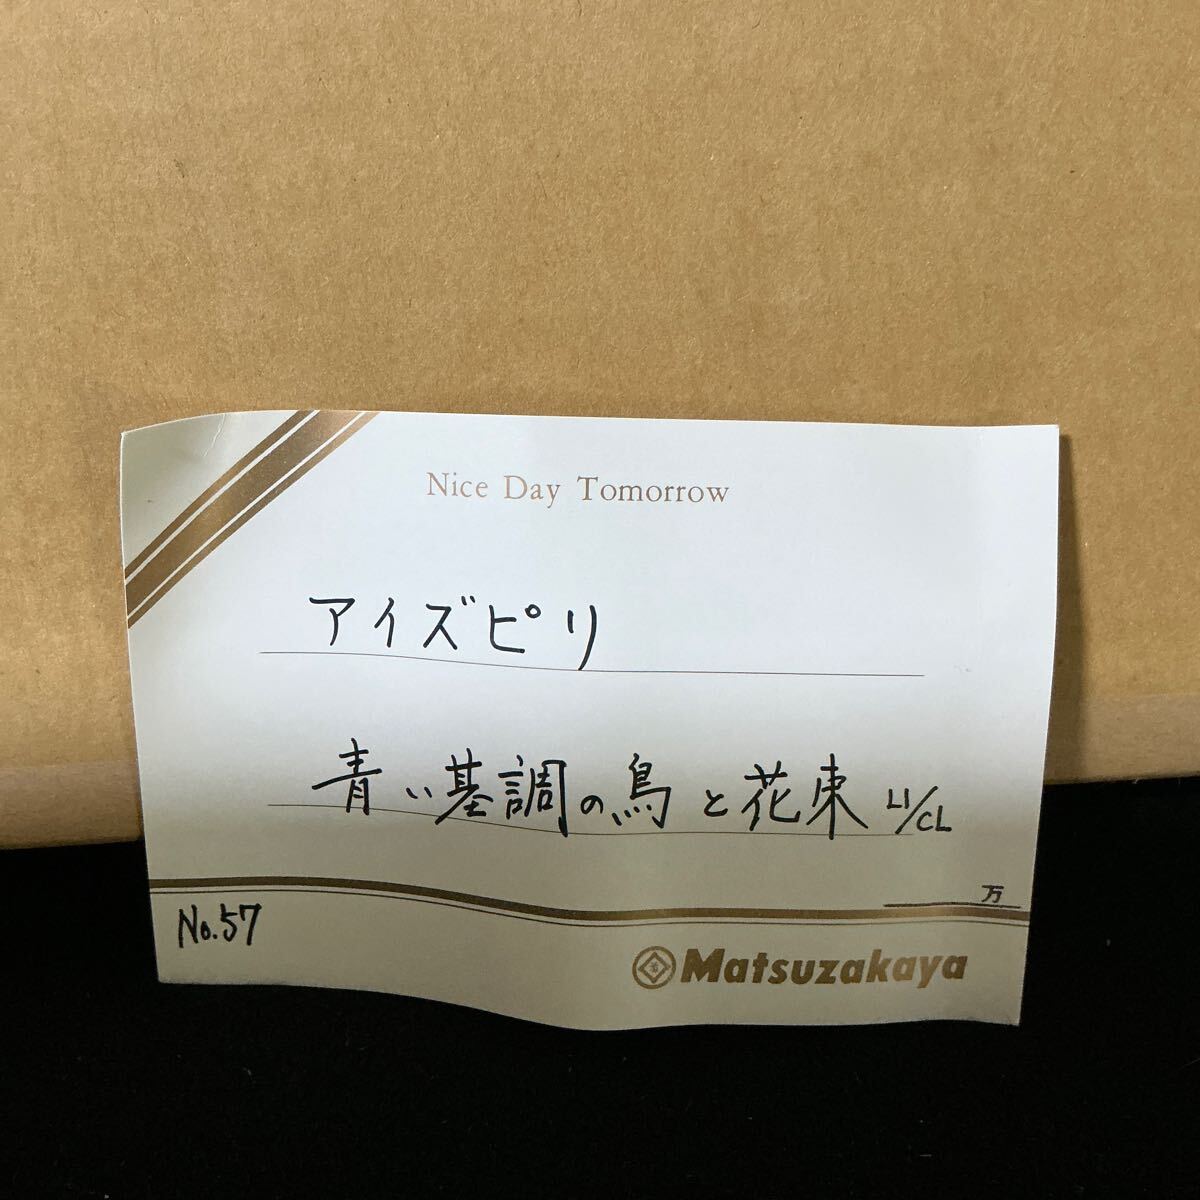 Nice Day Tomorrow
アイズピリ
青い基調の鳥と花束 LI/CL
万
No.57
Matsuzakaya